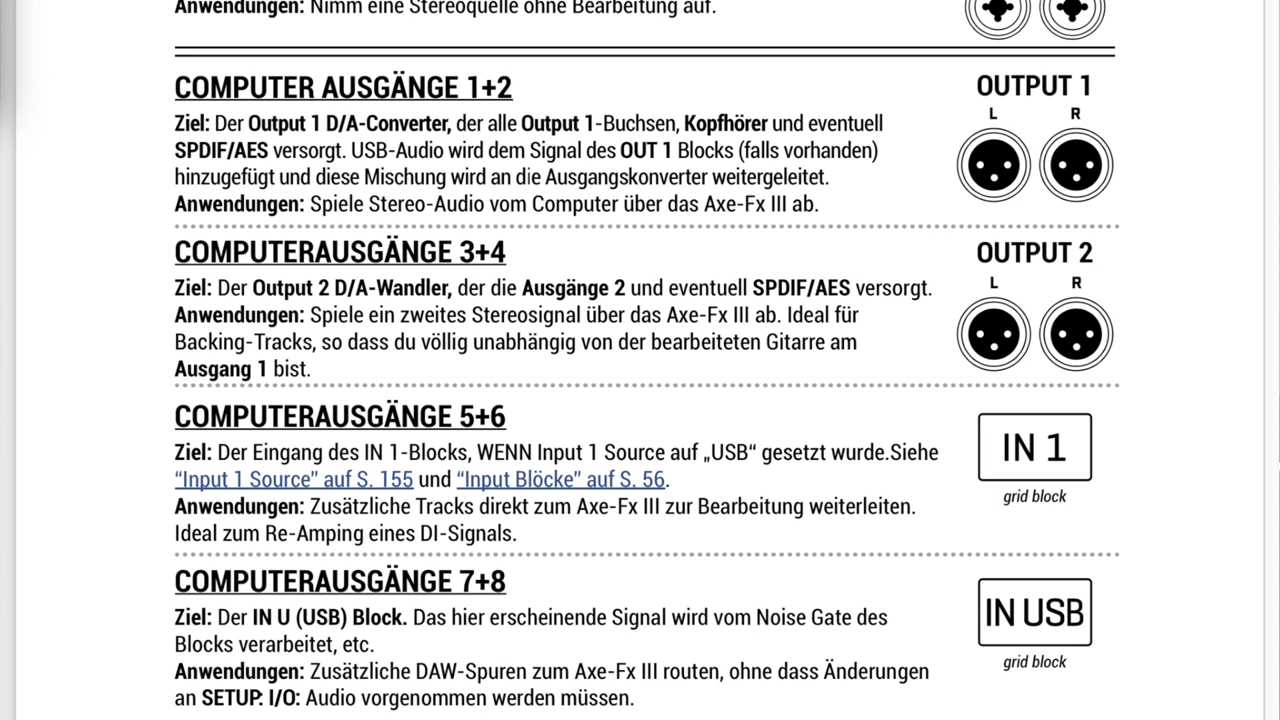 Anwendungen: Nimm eine Stereoquelle ohne Bearbeitung auf.
COMPUTER AUSGÄNGE 1+2
Ziel: Der Output 1 D/A-Converter, der alle Output 1-Buchsen, Kopfhörer und eventuell
SPDIF/AES versorgt. USB-Audio wird dem Signal des OUT 1 Blocks (falls vorhanden)
hinzugefügt und diese Mischung wird an die Ausgangskonverter weitergeleitet.
Anwendungen: Spiele Stereo-Audio vom Computer über das Axe-Fx III ab.
OUTPUT 1
L R
COMPUTERAUSGÄNGE 3+4
Ziel: Der Output 2 D/A-Wandler, der die Ausgänge 2 und eventuell SPDIF/AES versorgt.
Anwendungen: Spiele ein zweites Stereosignal über das Axe-Fx III ab. Ideal für
Backing-Tracks, so dass du völlig unabhängig von der bearbeiteten Gitarre am
Ausgang 1 bist.
OUTPUT 2
L R
COMPUTERAUSGÄNGE 5+6
Ziel: Der Eingang des IN 1-Blocks, WENN Input 1 Source auf „USB“ gesetzt wurde.Siehe
“Input 1 Source” auf S. 155 und “Input Blöcke” auf S. 56.
Anwendungen: Zusätzliche Tracks direkt zum Axe-Fx III zur Bearbeitung weiterleiten.
Ideal zum Re-Amping eines DI-Signals.
IN 1
grid block
COMPUTERAUSGÄNGE 7+8
Ziel: Der IN U (USB) Block. Das hier erscheinende Signal wird vom Noise Gate des
Blocks verarbeitet, etc.
Anwendungen: Zusätzliche DAW-Spuren zum Axe-Fx III routen, ohne dass Änderungen
an SETUP: I/O: Audio vorgenommen werden müssen.
IN USB
grid block